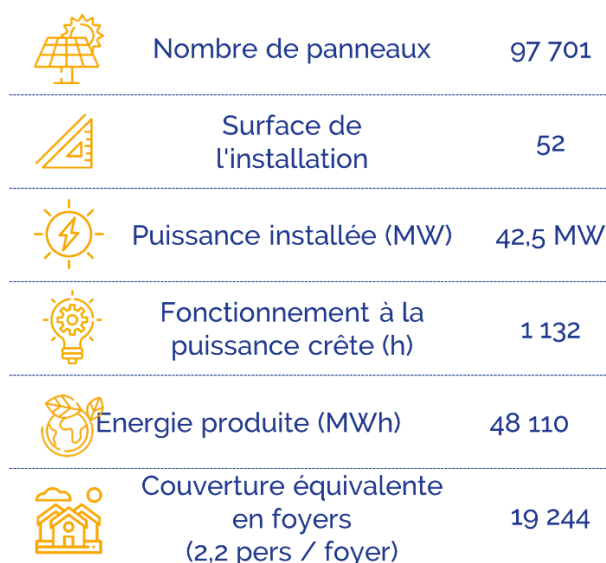 Nombre de panneaux 97 701
Surface de
l'installation 52
Puissance installée (MW) 42,5 MW
Fonctionnement à la
puissance crête (h) 1 132
Energie produite (MWh) 48 110
Couverture équivalente
en foyers 19 244
(2,2 pers / foyer)